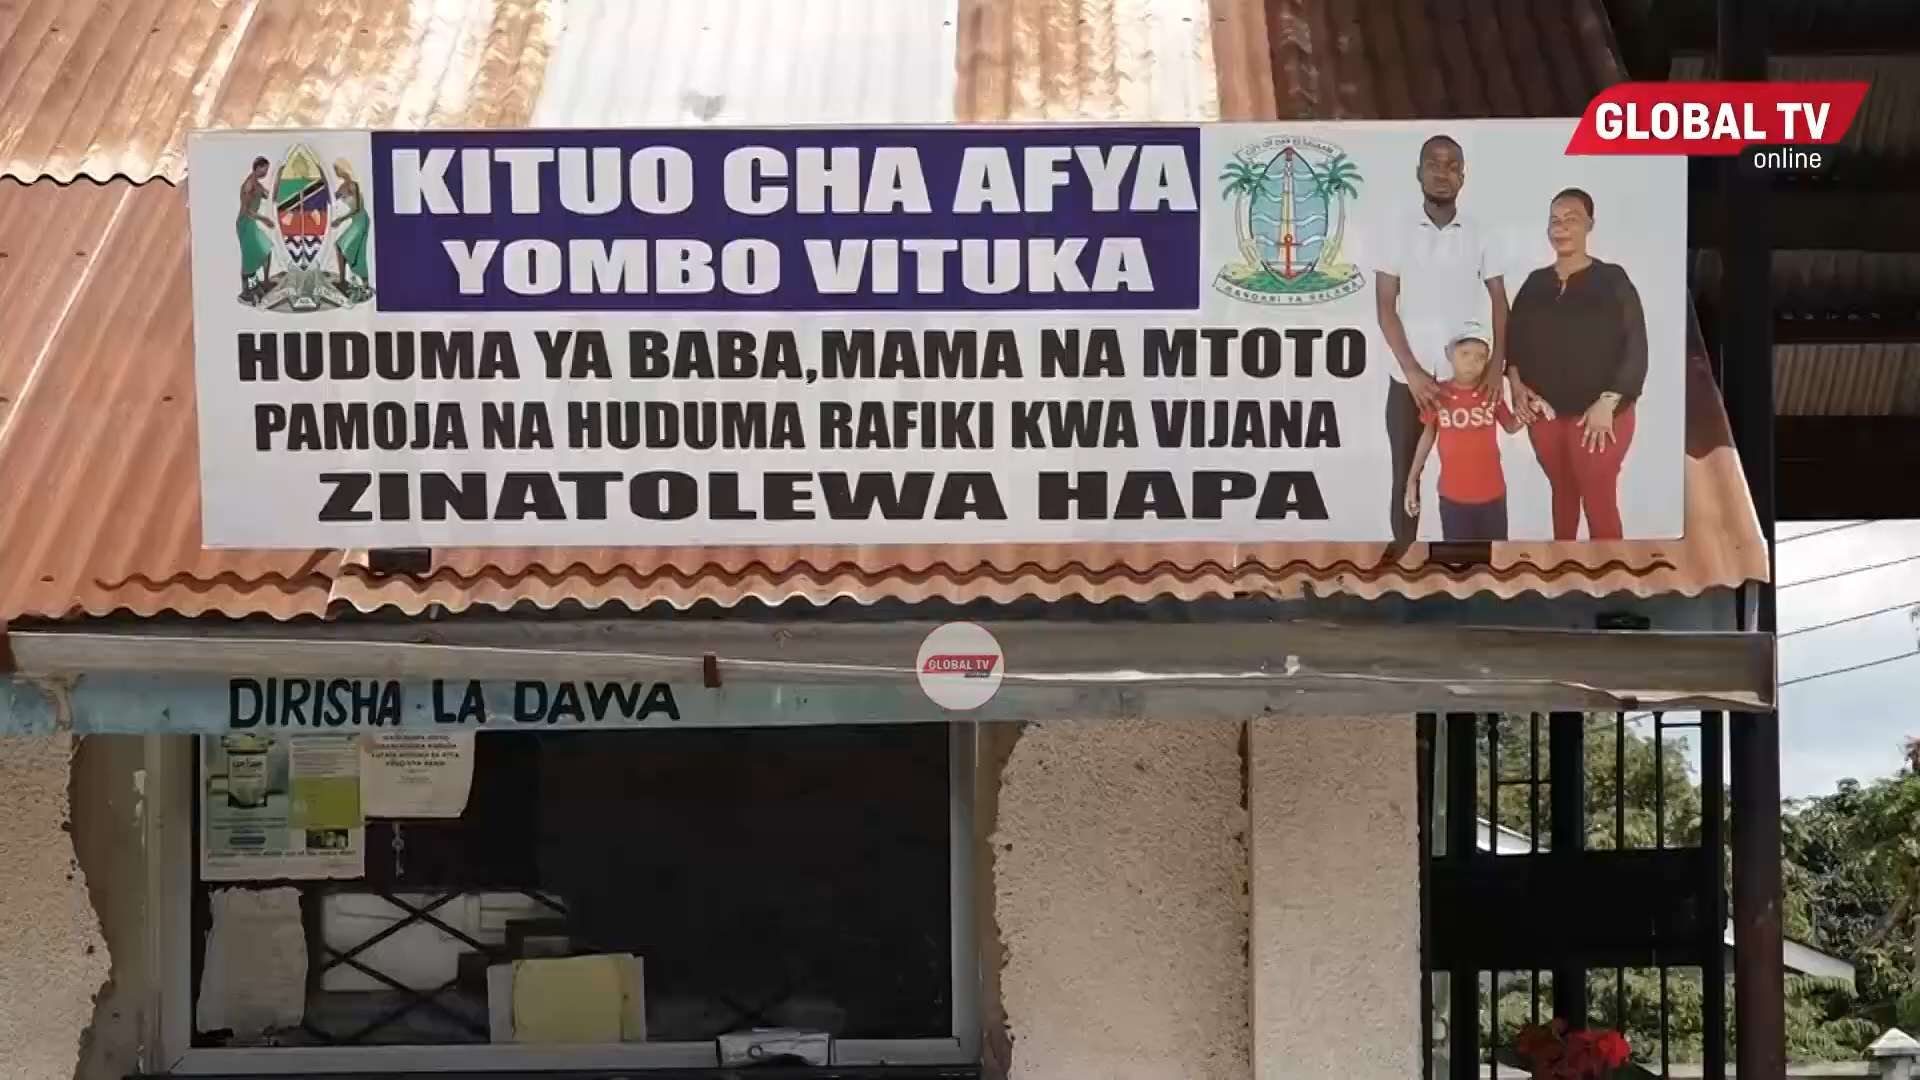 GLOBAL TV
online
KITUO CHA AFYA
YOMBO VITUKA
HUDUMA YA BABA,MAMA NA MTOTO
PAMOJA NA HUDUMA RAFIKI KWA VIJANA
ZINATOLEWA HAPA
BOSS
GLOBAL TV
DIRISHA LA DAWA